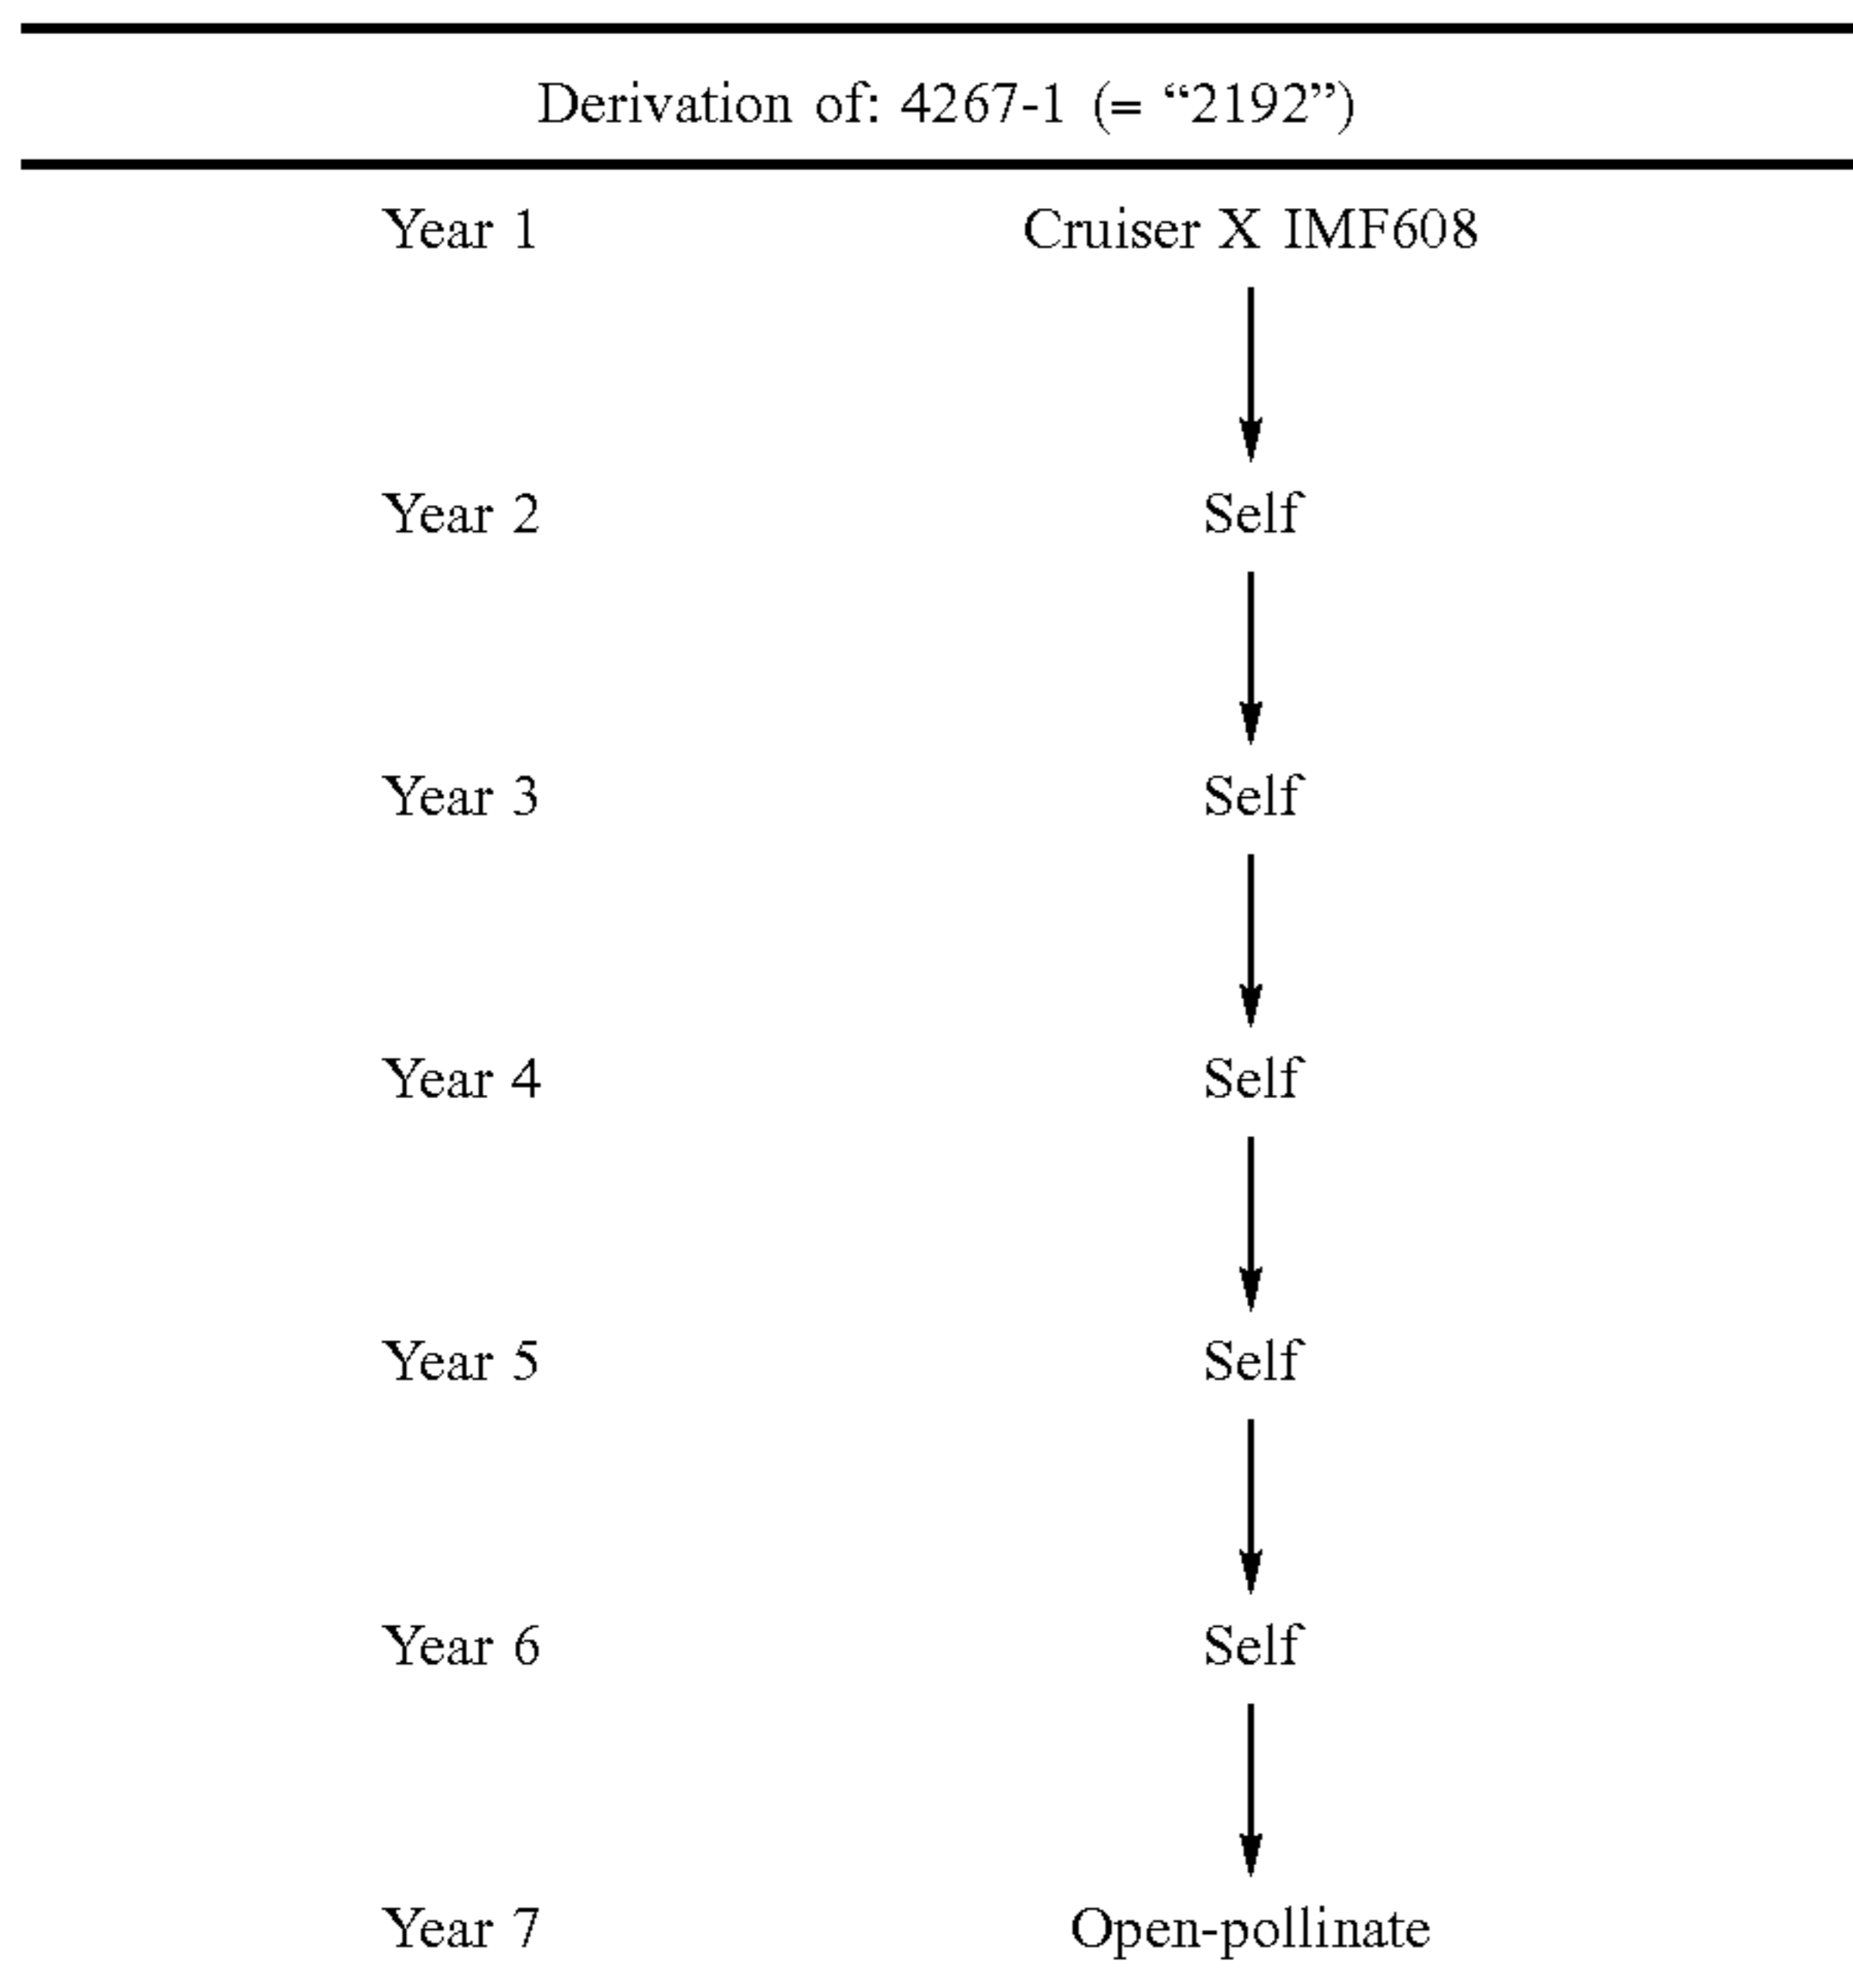 Derivation of: 4267-1 (= “2192”)
Year 1 Cruiser X IMF608
Year 2 Self
Year 3 Self
Year 4 Self
Year 5 Self
Year 6 Self
Year 7 Open-pollinate